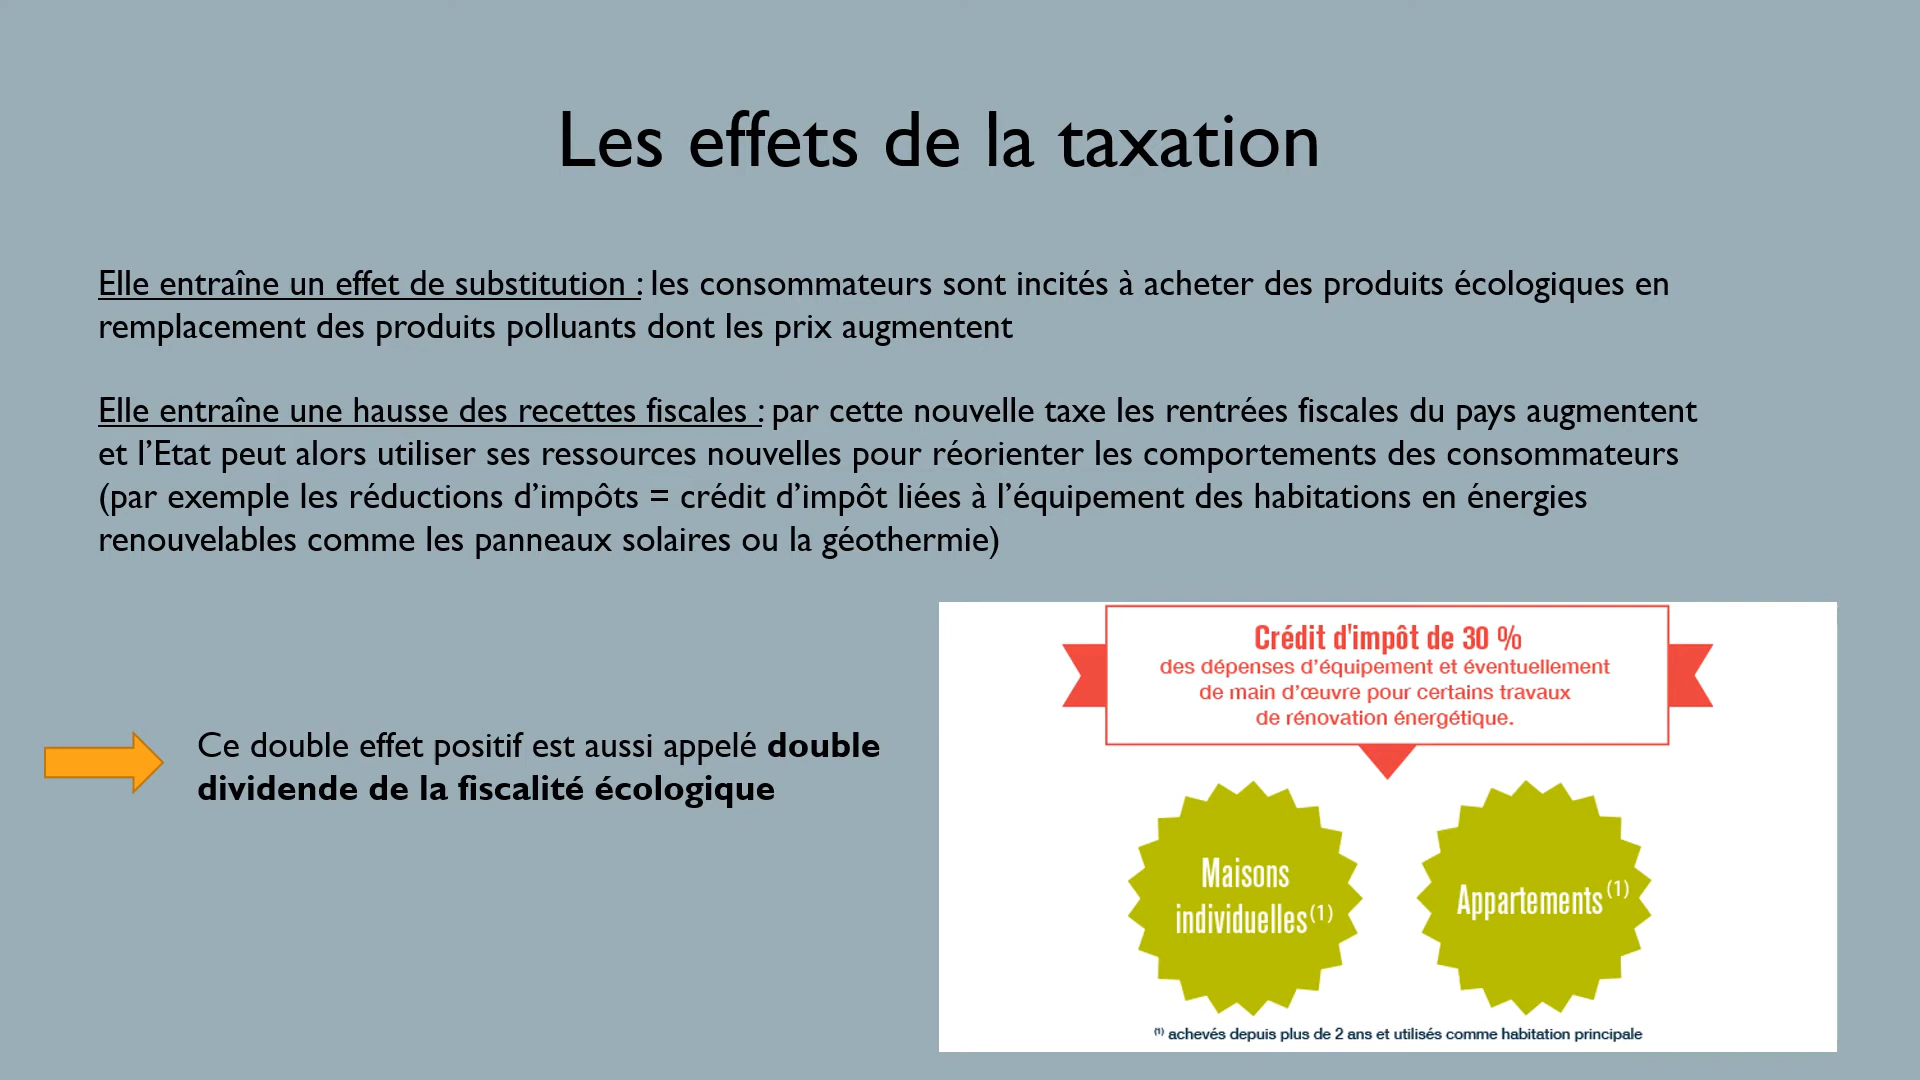 Les effets de la taxation
Elle entraîne un effet de substitution : les consommateurs sont incités à acheter des produits écologiques en
remplacement des produits polluants dont les prix augmentent
Elle entraîne une hausse des recettes fiscales : par cette nouvelle taxe les rentrées fiscales du pays augmentent
et l’Etat peut alors utiliser ses ressources nouvelles pour réorienter les comportements des consommateurs
(par exemple les réductions d’impôts = crédit d’impôt liées à l’équipement des habitations en énergies
renouvelables comme les panneaux solaires ou la géothermie)
Ce double effet positif est aussi appelé double
dividende de la fiscalité écologique
Crédit d'impôt de 30 %
des dépenses d’équipement et éventuellement
de main d’œuvre pour certains travaux
de rénovation énergétique.
Maisons
individuelles(1)
Appartements(1)
(1) achevés depuis plus de 2 ans et utilisés comme habitation principale